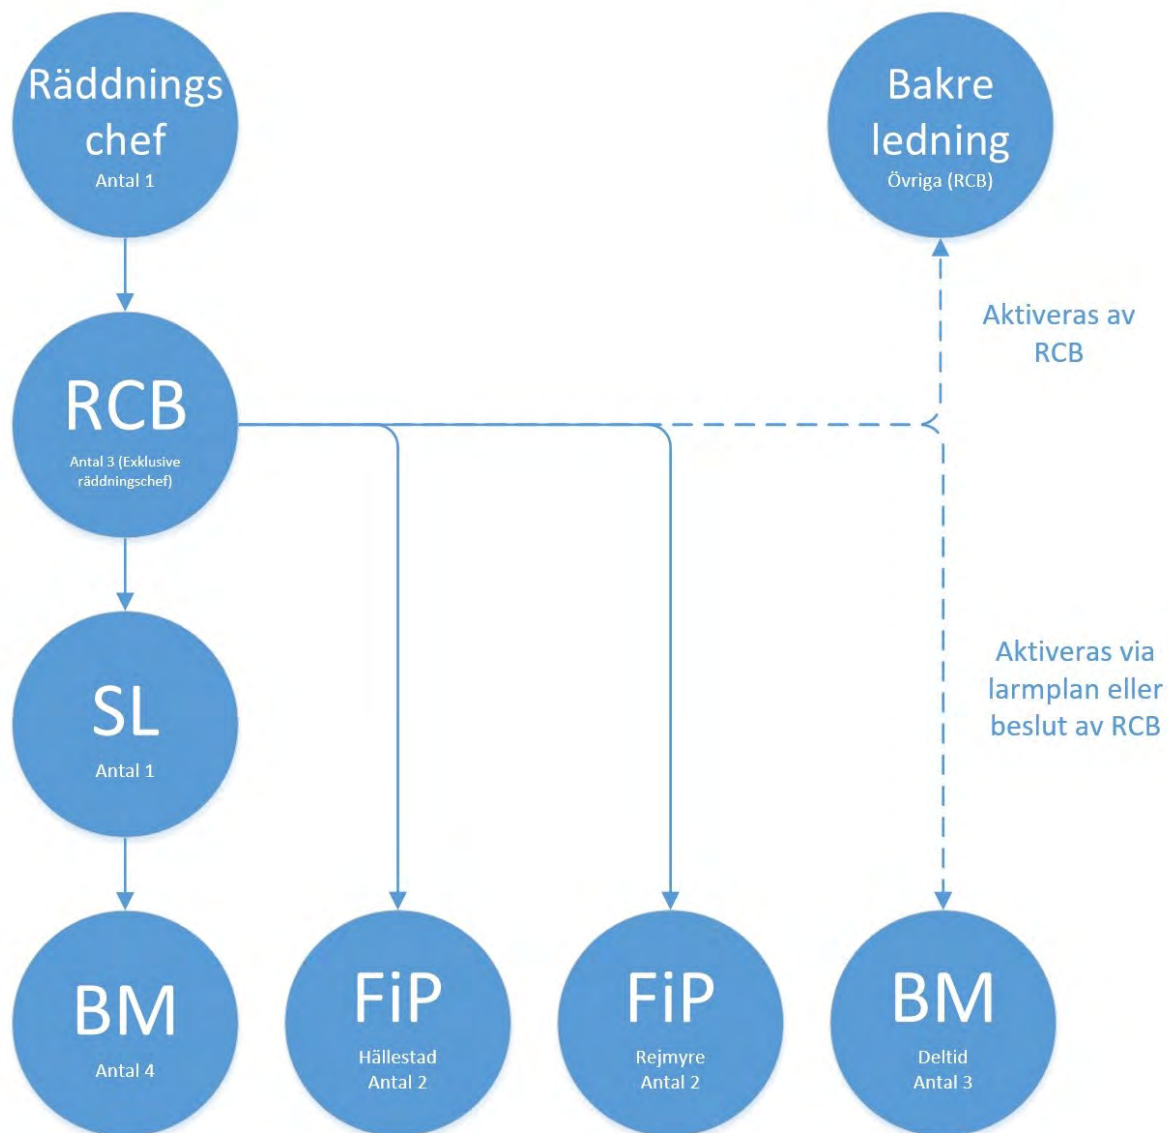 Räddnings
chef
Antal 1
Bakre
ledning
Övriga (RCB)
Aktiveras av
RCB
RCB
Antal 3 (Exklusive
räddningschef)
SL
Antal 1
Aktiveras via
larmplan eller
beslut av RCB
BM
Antal 4
FiP
Hällestad
Antal 2
FiP
Rejmyre
Antal 2
BM
Deltid
Antal 3